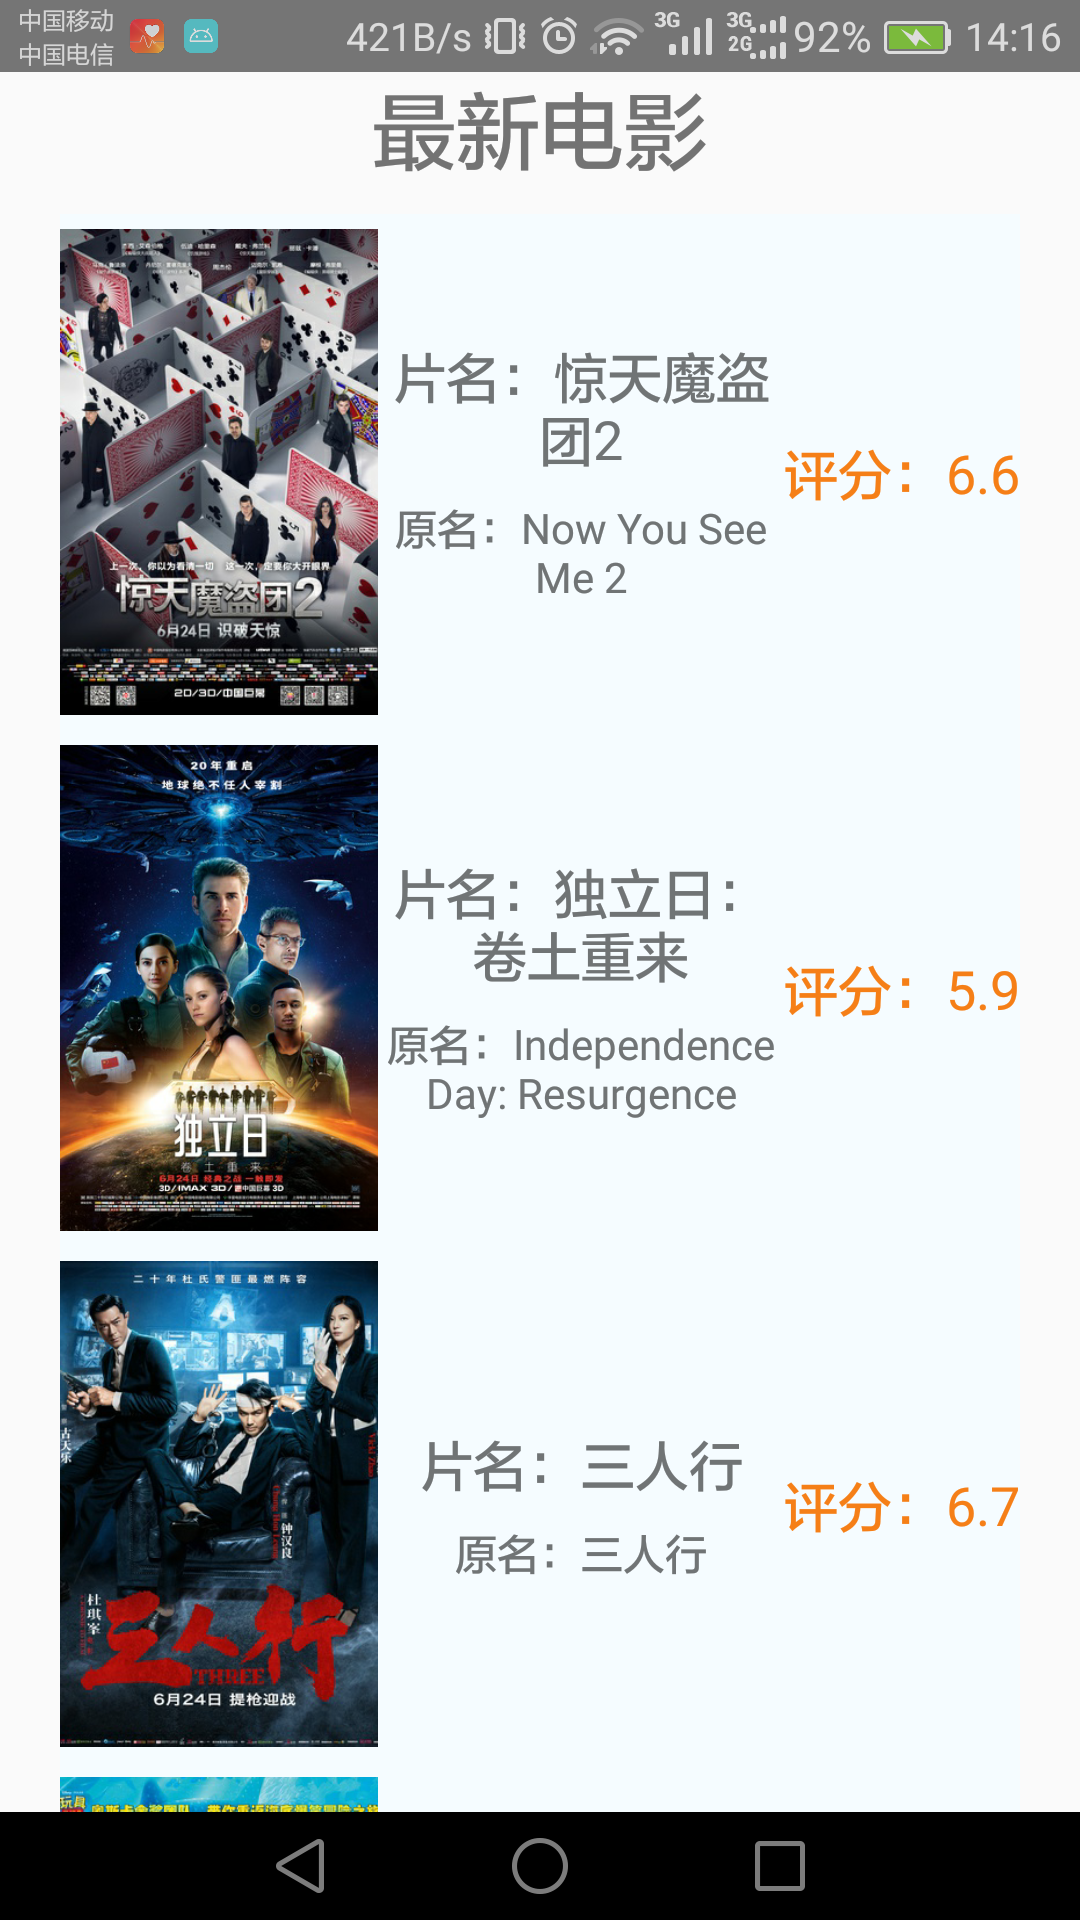 中国移动
中国电信
421B/s 3G 3G 2G 92% 14:16
最新电影
片名：惊天魔盗
团2
原名：Now You See
Me 2
评分：6.6
上一次，你以为看清一切 这一次，定要你大开眼界
惊天魔盗团2
6月24日 识破天惊
2D/3D/中国巨幕
20年重启
地球绝不任人宰割
独立日
卷土重来
6月24日 经典之战 一触即发
3D/IMAX 3D/中国巨幕 3D
片名：独立日：
卷土重来
原名：Independence
Day: Resurgence
评分：5.9
二十年杜氏警匪最燃阵容
古天乐
钟汉良
杜琪峯
三人行
THREE
6月24日 提枪迎战
片名：三人行
原名：三人行
评分：6.7